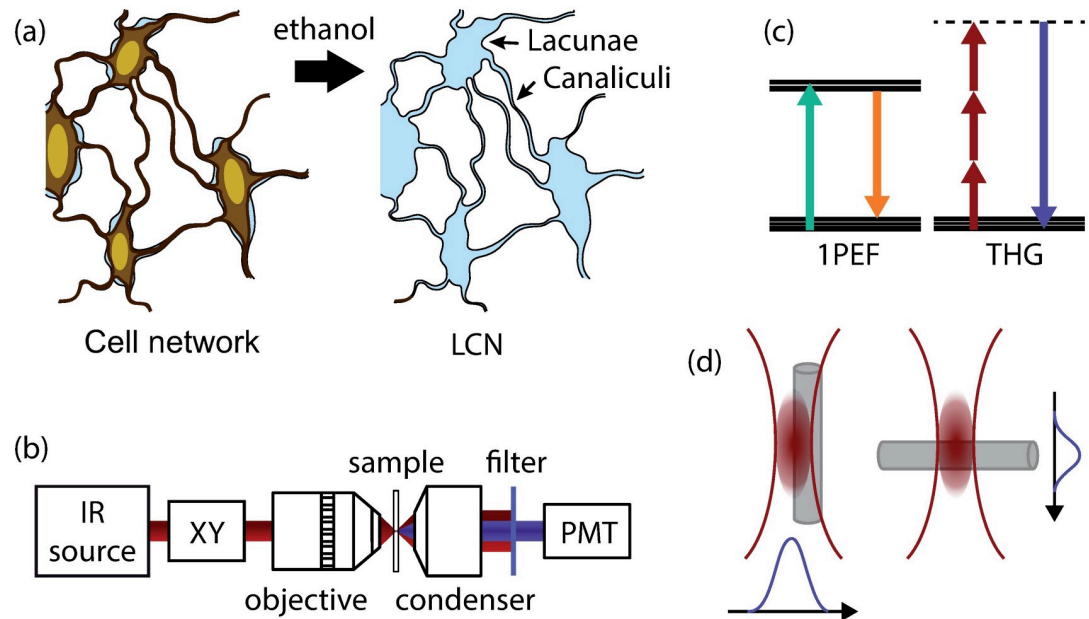 (a)
ethanol
Lacunae
Canaliculi
Cell network
LCN
(b)
IR
source
XY
objective
sample
condenser
filter
PMT
(c)
1PEF
THG
(d)